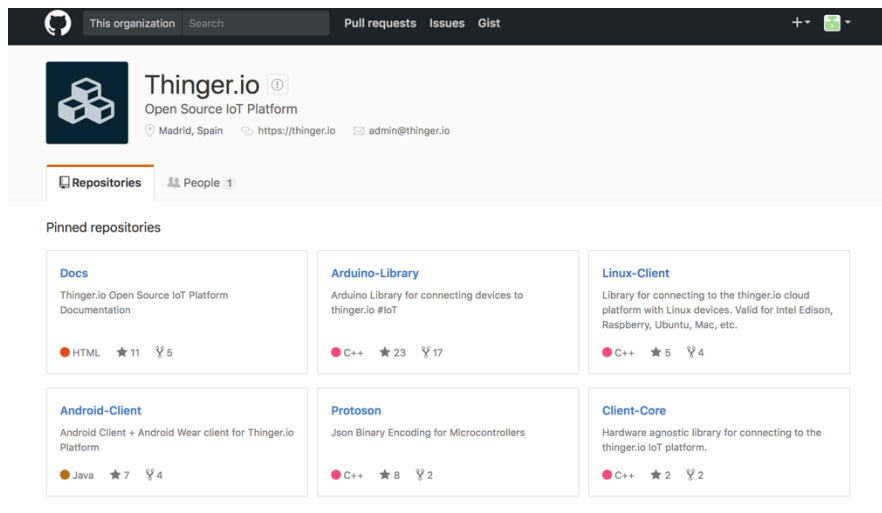 This organization Search Pull requests Issues Gist
Thinger.io
Open Source IoT Platform
Madrid, Spain https://thinger.io admin@thinger.io
Repositories People 1
Pinned repositories
Docs
Thinger.io Open Source IoT Platform
Documentation
HTML 11 5
Arduino-Library
Arduino Library for connecting devices to
thinger.io #IoT
C++ 23 17
Linux-Client
Library for connecting to the thinger.io cloud
platform with Linux devices. Valid for Intel Edison,
Raspberry, Ubuntu, Mac, etc.
C++ 5 4
Android-Client
Android Client + Android Wear client for Thinger.io
Platform
Java 7 4
Protoson
Json Binary Encoding for Microcontrollers
C++ 8 2
Client-Core
Hardware agnostic library for connecting to the
thinger.io IoT platform.
C++ 2 2